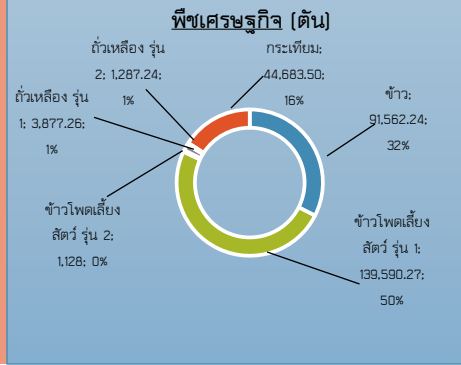 พืชเศรษฐกิจ (ตัน)
ถั่วเหลือง รุ่น
2; 1,287.24;
1%
กระเทียม;
44,683.50;
16%
ถั่วเหลือง รุ่น
1; 3,877.26;
1%
ข้าว;
91,562.24;
32%
ข้าวโพดเลี้ยง
สัตว์ รุ่น 2;
1,128; 0%
ข้าวโพดเลี้ยง
สัตว์ รุ่น 1;
139,590.27;
50%